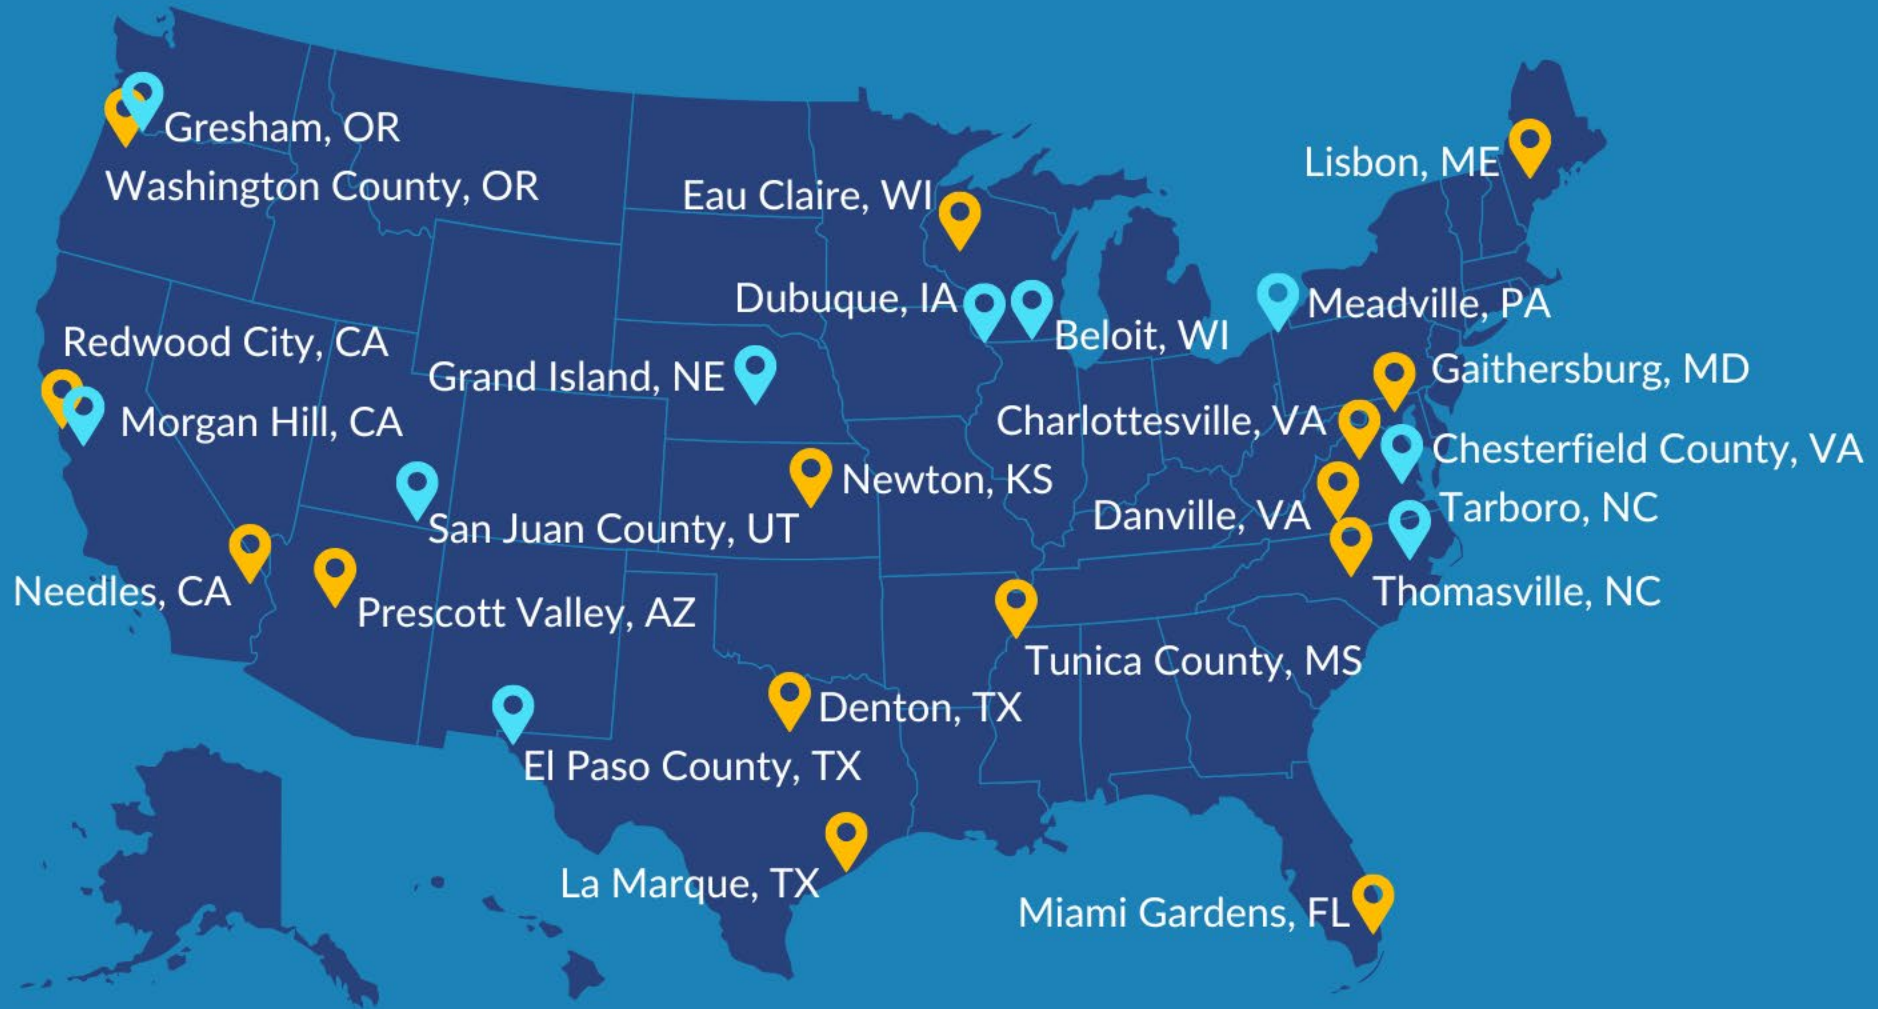 Gresham, OR
Washington County, OR
Lisbon, ME
Eau Claire, WI
Dubuque, IA
Beloit, WI
Meadville, PA
Redwood City, CA
Grand Island, NE
Gaithersburg, MD
Morgan Hill, CA
Charlottesville, VA
Chesterfield County, VA
Newton, KS
Danville, VA
Tarboro, NC
San Juan County, UT
Needles, CA
Prescott Valley, AZ
Thomasville, NC
Tunica County, MS
Denton, TX
El Paso County, TX
La Marque, TX
Miami Gardens, FL